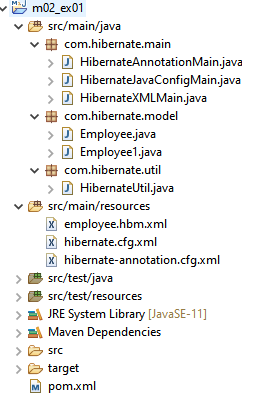 m02_ex01
src/main/java
com.hibernate.main
HibernateAnnotationMain.java
HibernateJavaConfigMain.java
HibernateXMLMain.java
com.hibernate.model
Employee.java
Employee1.java
com.hibernate.util
HibernateUtil.java
src/main/resources
employee.hbm.xml
hibernate.cfg.xml
hibernate-annotation.cfg.xml
src/test/java
src/test/resources
JRE System Library [JavaSE-11]
Maven Dependencies
src
target
pom.xml